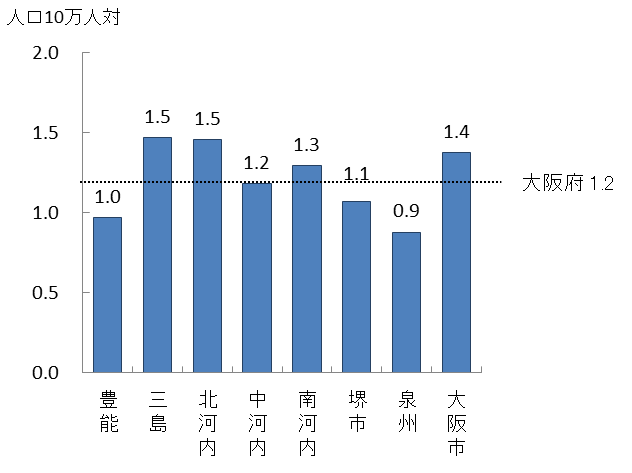 人口10万人対
2.0
1.5
1.0
0.5
0.0
1.0
1.5
1.5
1.2
1.3
1.1
0.9
1.4
大阪府 1.2
豊能
三島
北河内
中河内
南河内
堺市
泉州
大阪市